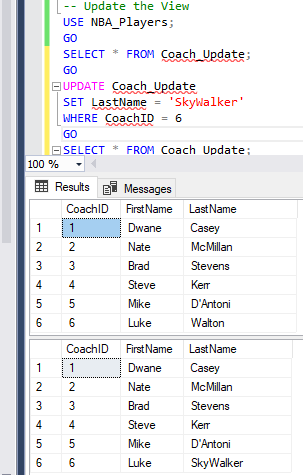 -- Update the View
USE NBA_Players;
GO
SELECT * FROM Coach_Update;
GO
UPDATE Coach_Update
SET LastName = 'SkyWalker'
WHERE CoachID = 6
GO
SELECT * FROM Coach_Update;
100 %
Results Messages
CoachID FirstName LastName
1 1 Dwane Casey
2 2 Nate McMillan
3 3 Brad Stevens
4 4 Steve Kerr
5 5 Mike D'Antoni
6 6 Luke Walton
CoachID FirstName LastName
1 1 Dwane Casey
2 2 Nate McMillan
3 3 Brad Stevens
4 4 Steve Kerr
5 5 Mike D'Antoni
6 6 Luke SkyWalker